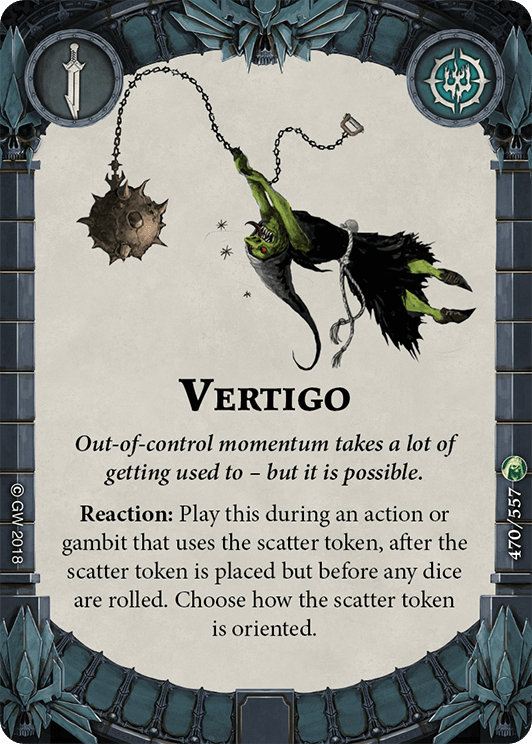 VERTIGO
Out-of-control momentum takes a lot of
getting used to – but it is possible.
Reaction: Play this during an action or
gambit that uses the scatter token, after the
scatter token is placed but before any dice
are rolled. Choose how the scatter token
is oriented.
© GW 2018
470/557